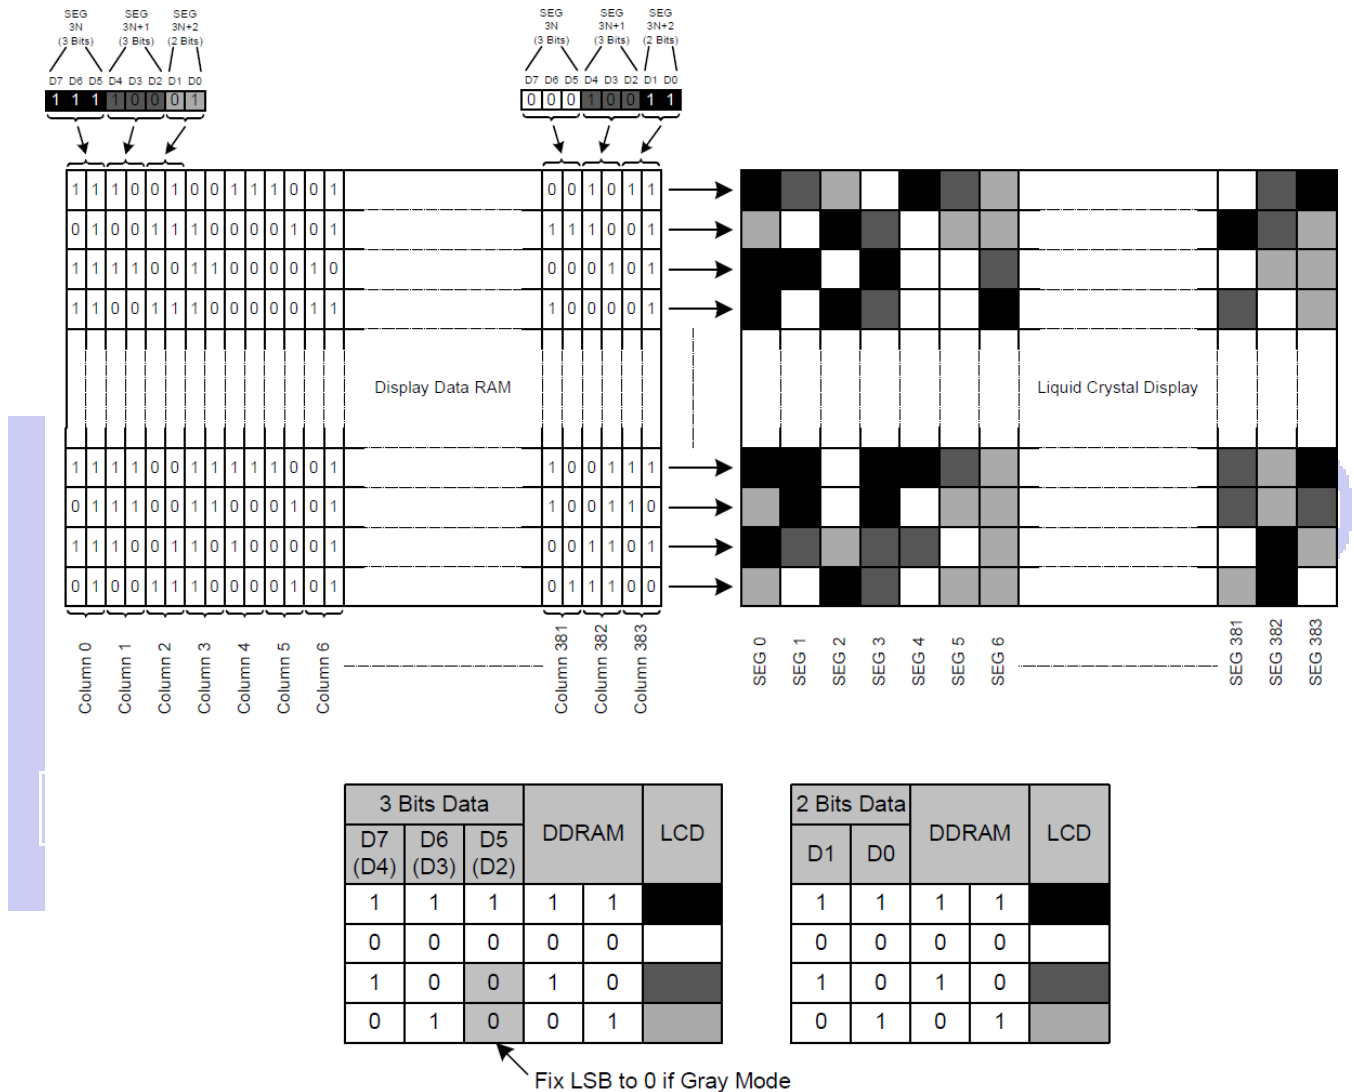 SEG SEG SEG SEG SEG SEG
3N 3N+1 3N+2 3N 3N+1 3N+2
(3 Bits) (3 Bits) (2 Bits) (3 Bits) (3 Bits) (2 Bits)
D7 D6 D5 D4 D3 D2 D1 D0 D7 D6 D5 D4 D3 D2 D1 D0
1 1 1 1 0 0 0 1 0 0 0 1 0 0 1 1
1 1 1 0 0 1 0 0 1 1 1 0 0 1 0 0 1 0 1 1
0 1 0 0 1 1 1 0 0 0 0 1 0 1 1 1 1 0 0 1
1 1 1 1 0 0 1 1 0 0 0 0 1 0 0 0 0 1 0 1
1 1 0 0 1 1 1 0 0 0 0 0 1 1 1 0 0 0 0 1
Display Data RAM Liquid Crystal Display
1 1 1 1 0 0 1 1 1 1 1 0 0 1 1 0 0 1 1 1
0 1 1 1 0 0 1 1 0 0 0 1 0 1 1 0 0 1 1 0
1 1 1 0 0 1 1 0 1 0 0 0 0 1 0 0 1 1 0 1
0 1 0 0 1 1 1 0 0 0 0 1 0 1 0 1 1 1 0 0
Column 0 Column 1 Column 2 Column 3 Column 4 Column 5 Column 6 Column 381 Column 382 Column 383
SEG 0 SEG 1 SEG 2 SEG 3 SEG 4 SEG 5 SEG 6 SEG 381 SEG 382 SEG 383
3 Bits Data DDRAM LCD
D7 (D4) D6 (D3) D5 (D2)
1 1 1 1 1
0 0 0 0 0
1 0 0 1 0
0 1 0 0 1
Fix LSB to 0 if Gray Mode
2 Bits Data DDRAM LCD
D1 D0
1 1 1 1
0 0 0 0
1 0 1 0
0 1 0 1